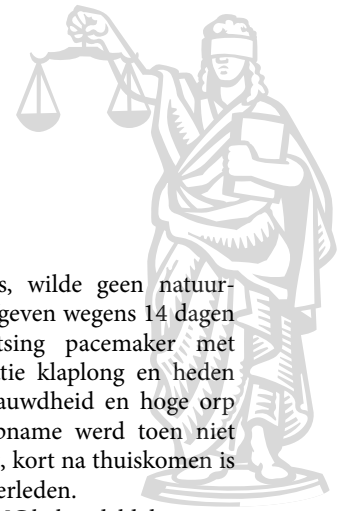 s, wilde geen natuur-
geven wegens 14 dagen
tsing pacemaker met
tie klaplong en heden
auwdheid en hoge orp
pname werd toen niet
, kort na thuiskomen is
erleden.